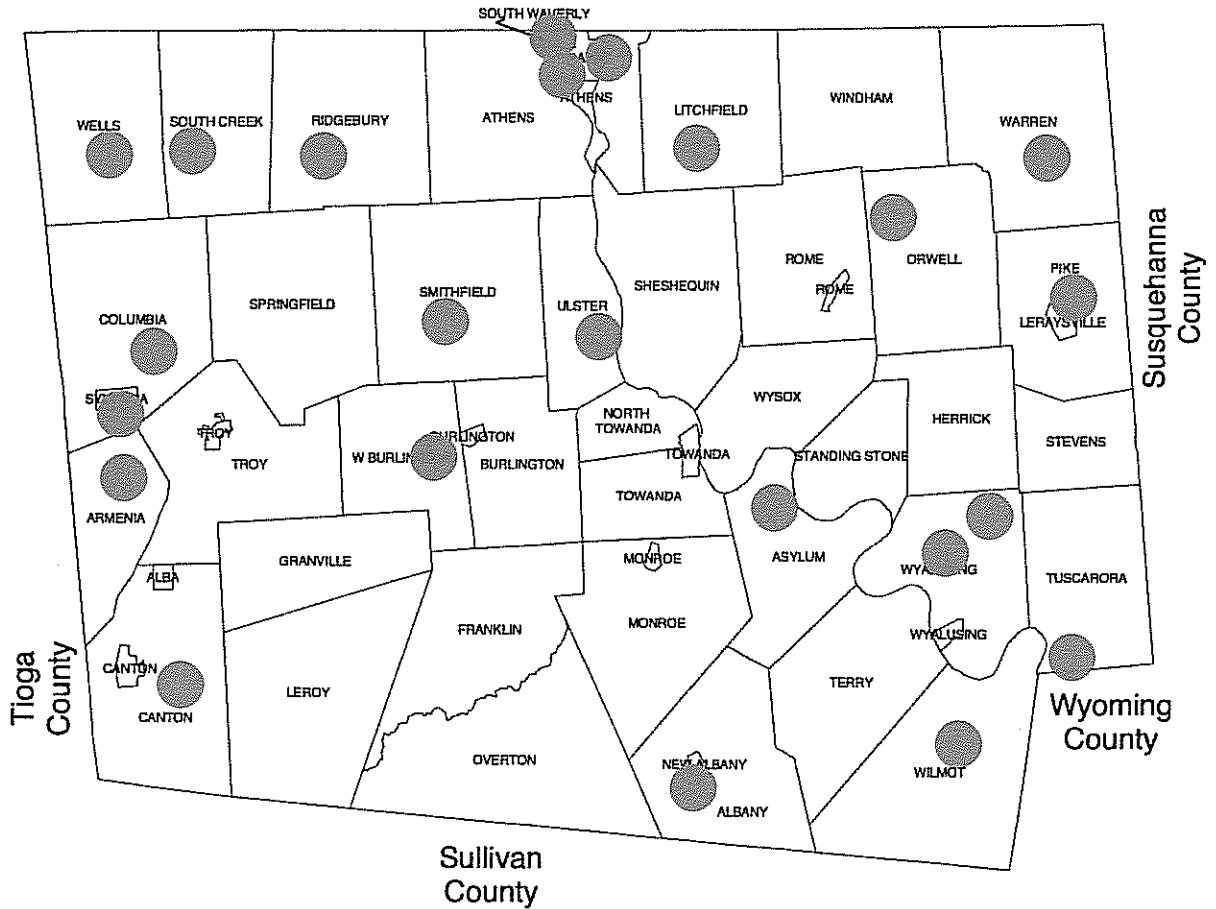 SOUTH WAVERLY
ATHENS
ATHENS
WINDHAM
LITCHFIELD
WELLS
SOUTH CREEK
RIDGEBURY
WARREN
Susquehanna
County
ROME
ORWELL
PIKE
ROME
SHESHEQUIN
SMITHFIELD
SPRINGFIELD
ULSTER
COLUMBIA
LERAYSVILLE
WYSOX
NORTH
TOWANDA
HERRICK
TROY
BURLINGTON
STEVENS
TOWANDA
STANDING STONE
W BURLIN
TROY
BURLINGTON
TOWANDA
ARMENIA
GRANVILLE
MONROE
ASYLUM
ALBA
TUSCARORA
FRANKLIN
MONROE
WYALUSING
CANTON
TERRY
LEROY
Tioga
County
CANTON
Wyoming
County
OVERTON
NEW ALBANY
WILMOT
ALBANY
Sullivan
County